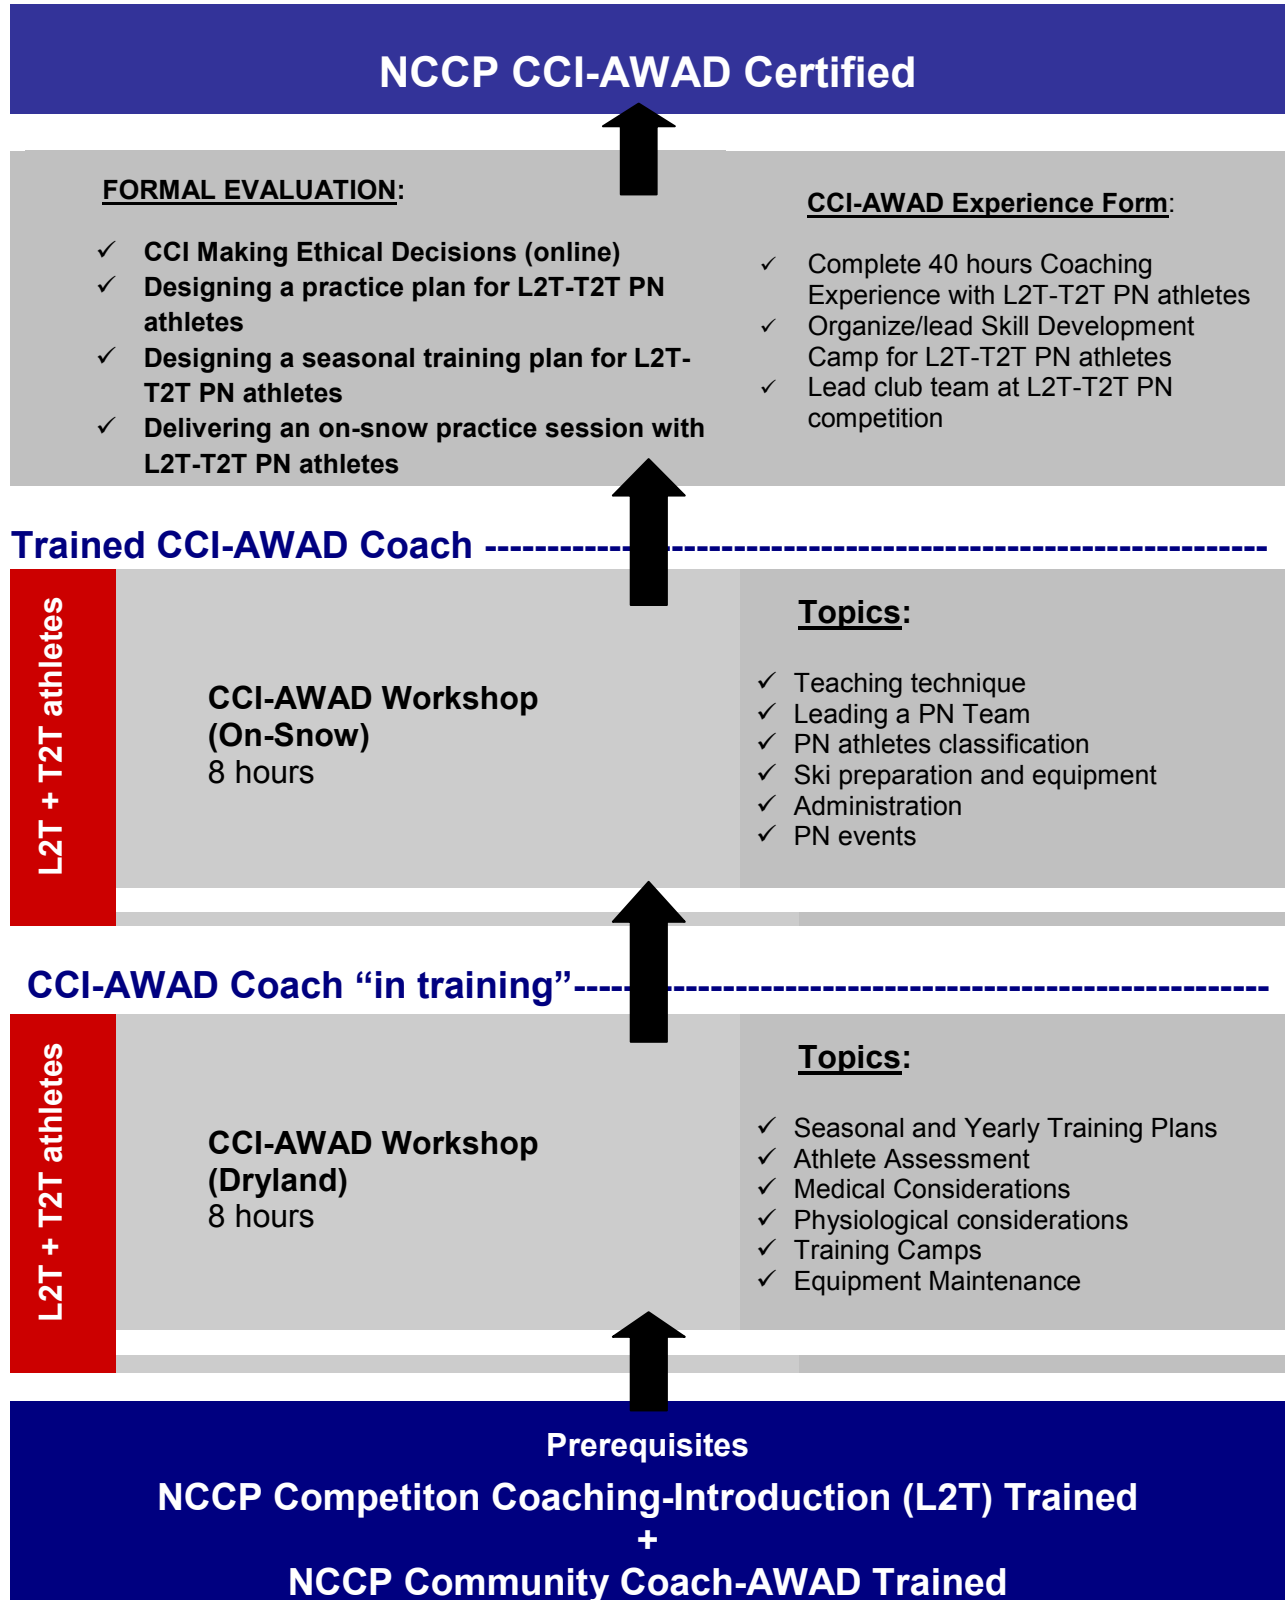 NCCP CCI-AWAD Certified
FORMAL EVALUATION:
✓ CCI Making Ethical Decisions (online)
✓ Designing a practice plan for L2T-T2T PN
athletes
✓ Designing a seasonal training plan for L2T-
T2T PN athletes
✓ Delivering an on-snow practice session with
L2T-T2T PN athletes
CCI-AWAD Experience Form:
✓ Complete 40 hours Coaching
Experience with L2T-T2T PN athletes
✓ Organize/lead Skill Development
Camp for L2T-T2T PN athletes
✓ Lead club team at L2T-T2T PN
competition
Trained CCI-AWAD Coach ---------------------------------------------------------------
L2T + T2T athletes
CCI-AWAD Workshop
(On-Snow)
8 hours
Topics:
✓ Teaching technique
✓ Leading a PN Team
✓ PN athletes classification
✓ Ski preparation and equipment
✓ Administration
✓ PN events
CCI-AWAD Coach “in training”--------------------------------------------------------
L2T + T2T athletes
CCI-AWAD Workshop
(Dryland)
8 hours
Topics:
✓ Seasonal and Yearly Training Plans
✓ Athlete Assessment
✓ Medical Considerations
✓ Physiological considerations
✓ Training Camps
✓ Equipment Maintenance
Prerequisites
NCCP Competiton Coaching-Introduction (L2T) Trained
+
NCCP Community Coach-AWAD Trained